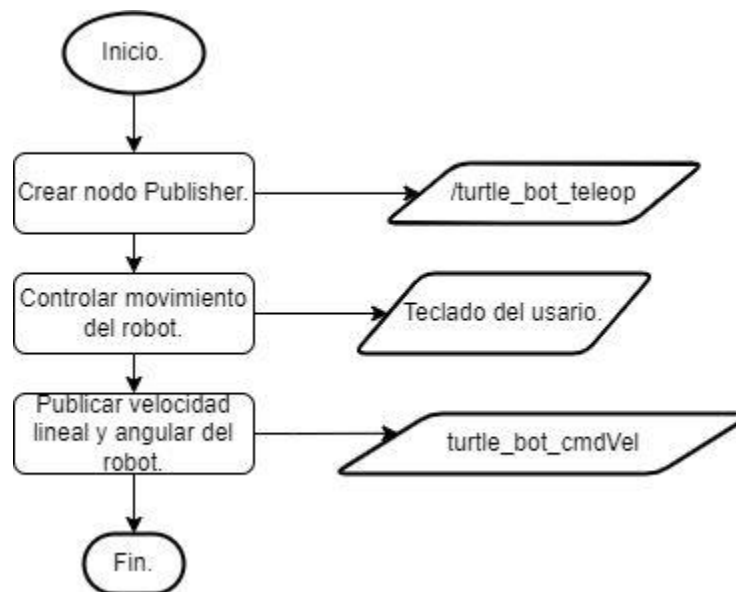 Inicio.
Crear nodo Publisher.
/turtle_bot_teleop
Controlar movimiento
del robot.
Teclado del usario.
Publicar velocidad
lineal y angular del
robot.
turtle_bot_cmdVel
Fin.